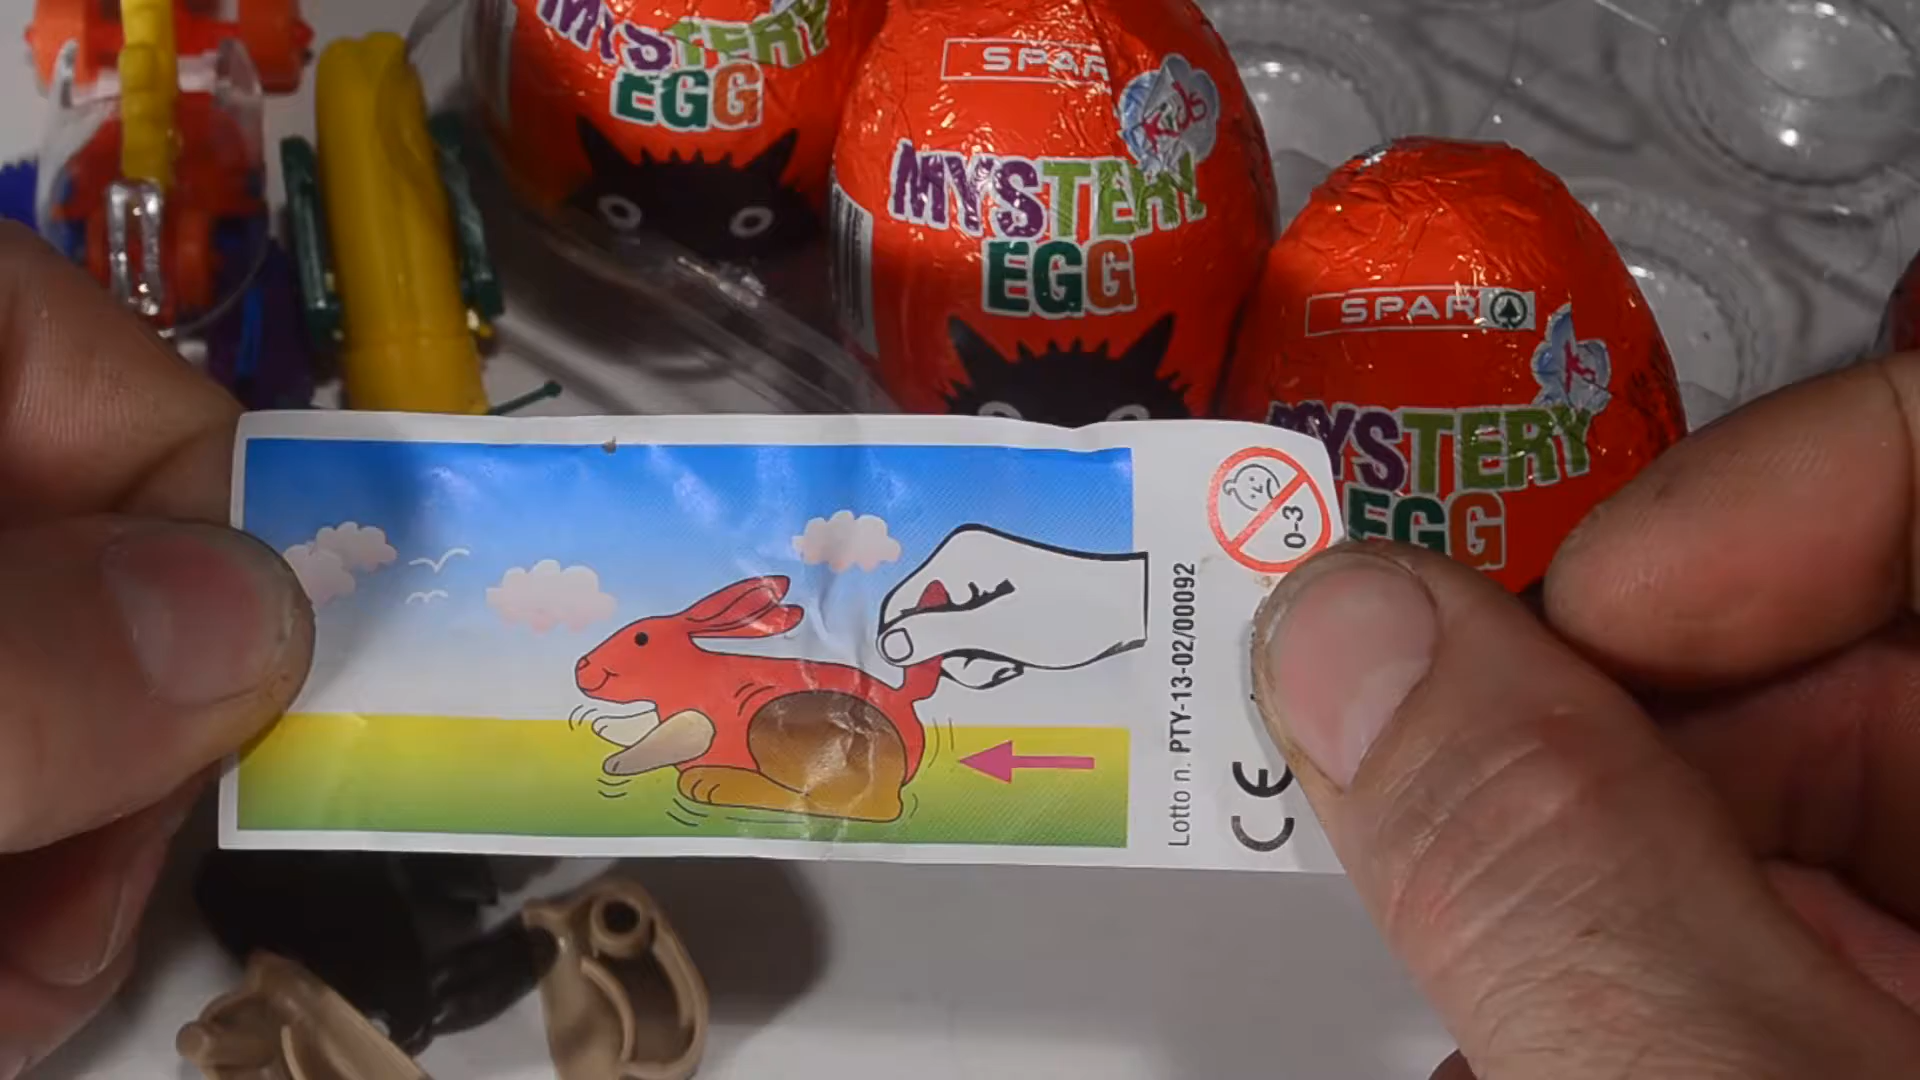 MYSTERY
EGG
SPAR
Kids
MYSTERY
EGG
SPAR
MYSTERY
EGG
0-3
Lotto n. PTY-13-02/00092
CE